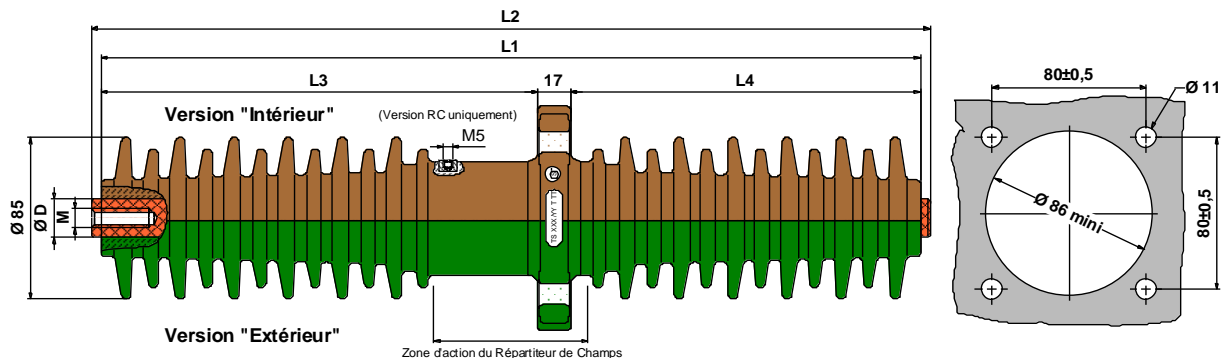 L2
L1
L3
17
L4
80±0,5
Ø 11
Version "Intérieur"
(Version RC uniquement)
M5
Ø 85
Ø D
M
TS XXX/YY T TT
Ø 86 mini
80±0,5
Version "Extérieur"
Zone d'action du Répartiteur de Champs